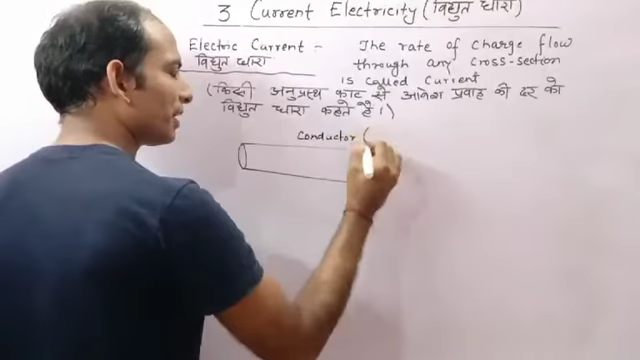 3 Current Electricity (विद्युत धारा)
Electric Current - The rate of charge flow
विद्युत धारा through any cross-section
is called current
(किसी अनुप्रस्थ काट से आवेश प्रवाह की दर को
विद्युत धारा कहते हैं।)
Conductor (